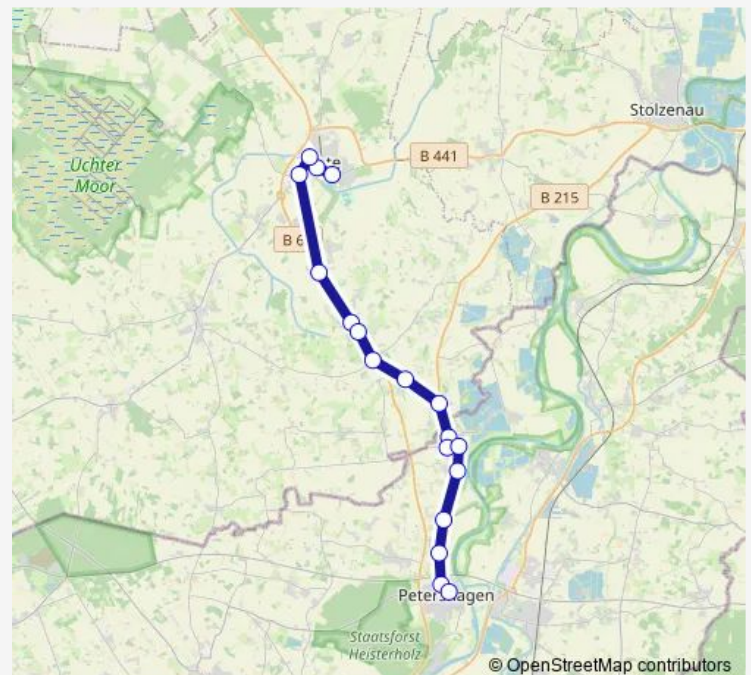 Stolzenau
B 441
Uchter
Moor
B 215
B 6
Petershagen
Staatsforst
Heisterholz
© OpenStreetMap contributors